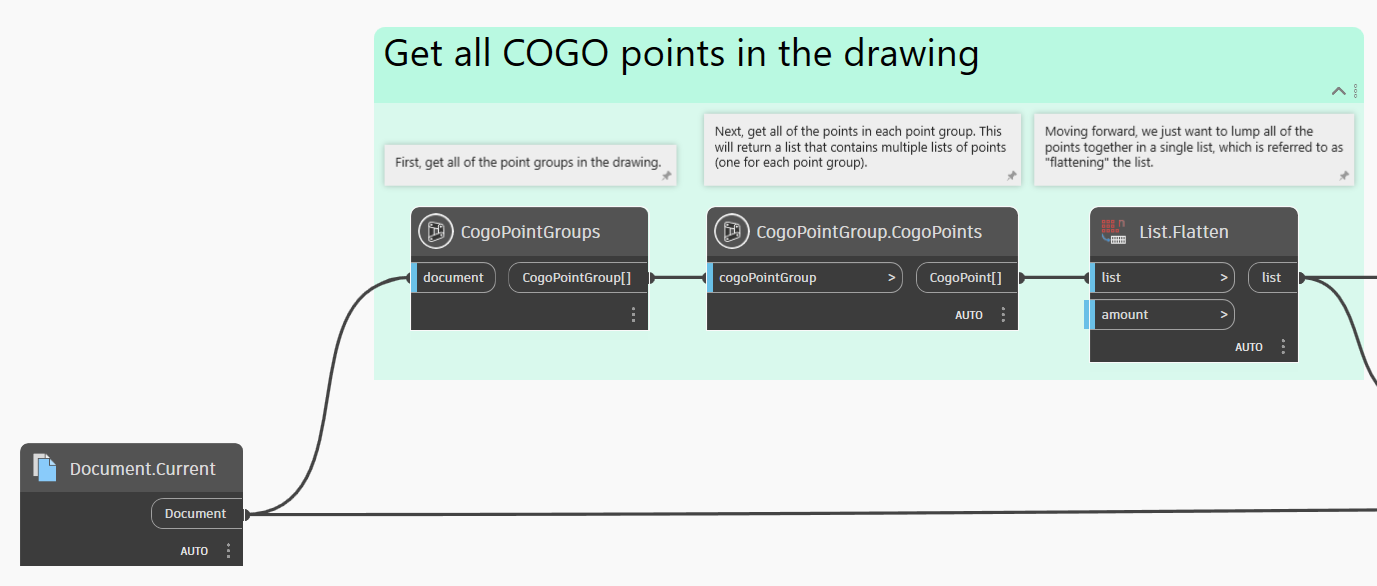 Get all COGO points in the drawing
First, get all of the point groups in the drawing.
Next, get all of the points in each point group. This
will return a list that contains multiple lists of points
(one for each point group).
Moving forward, we just want to lump all of the
points together in a single list, which is referred to as
"flattening" the list.
CogoPointGroups
document
CogoPointGroup[]
CogoPointGroup.CogoPoints
cogoPointGroup >
CogoPoint[]
AUTO
List.Flatten
list >
list
amount >
AUTO
Document.Current
Document
AUTO